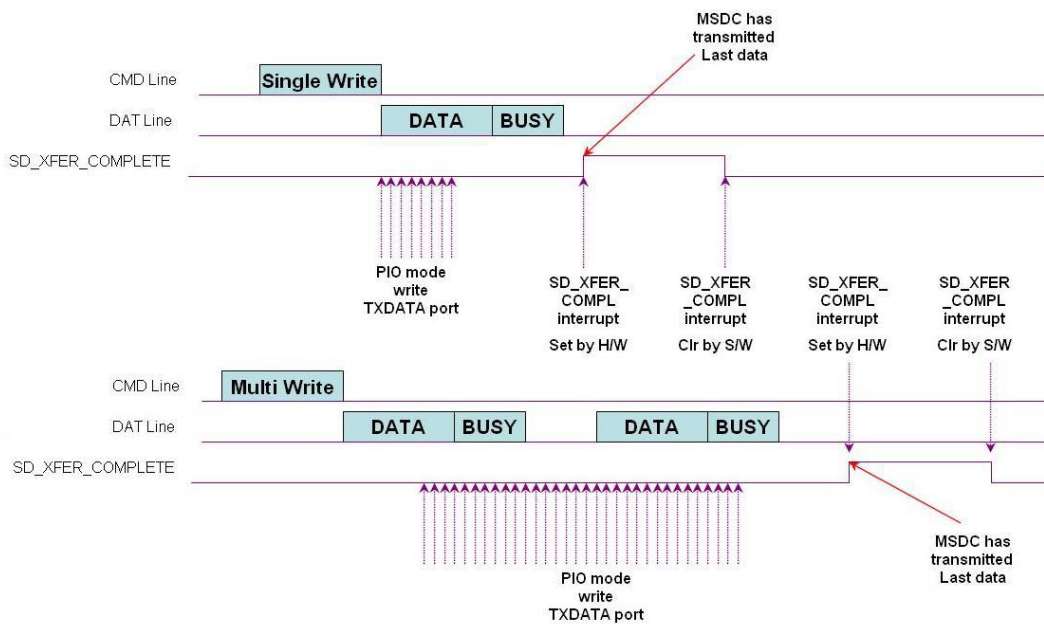 MSDC has
transmitted
Last data
CMD Line
Single Write
DAT Line
DATA
BUSY
SD_XFER_COMPLETE
PIO mode
write
TXDATA port
SD_XFER_
COMPL
interrupt
Set by H/W
SD_XFER
_COMPL
interrupt
Clr by S/W
SD_XFER_
_COMPL
interrupt
Set by H/W
SD_XFER
_COMPL
interrupt
Clr by S/W
CMD Line
Multi Write
DAT Line
DATA
BUSY
DATA
BUSY
SD_XFER_COMPLETE
MSDC has
transmitted
Last data
PIO mode
write
TXDATA port